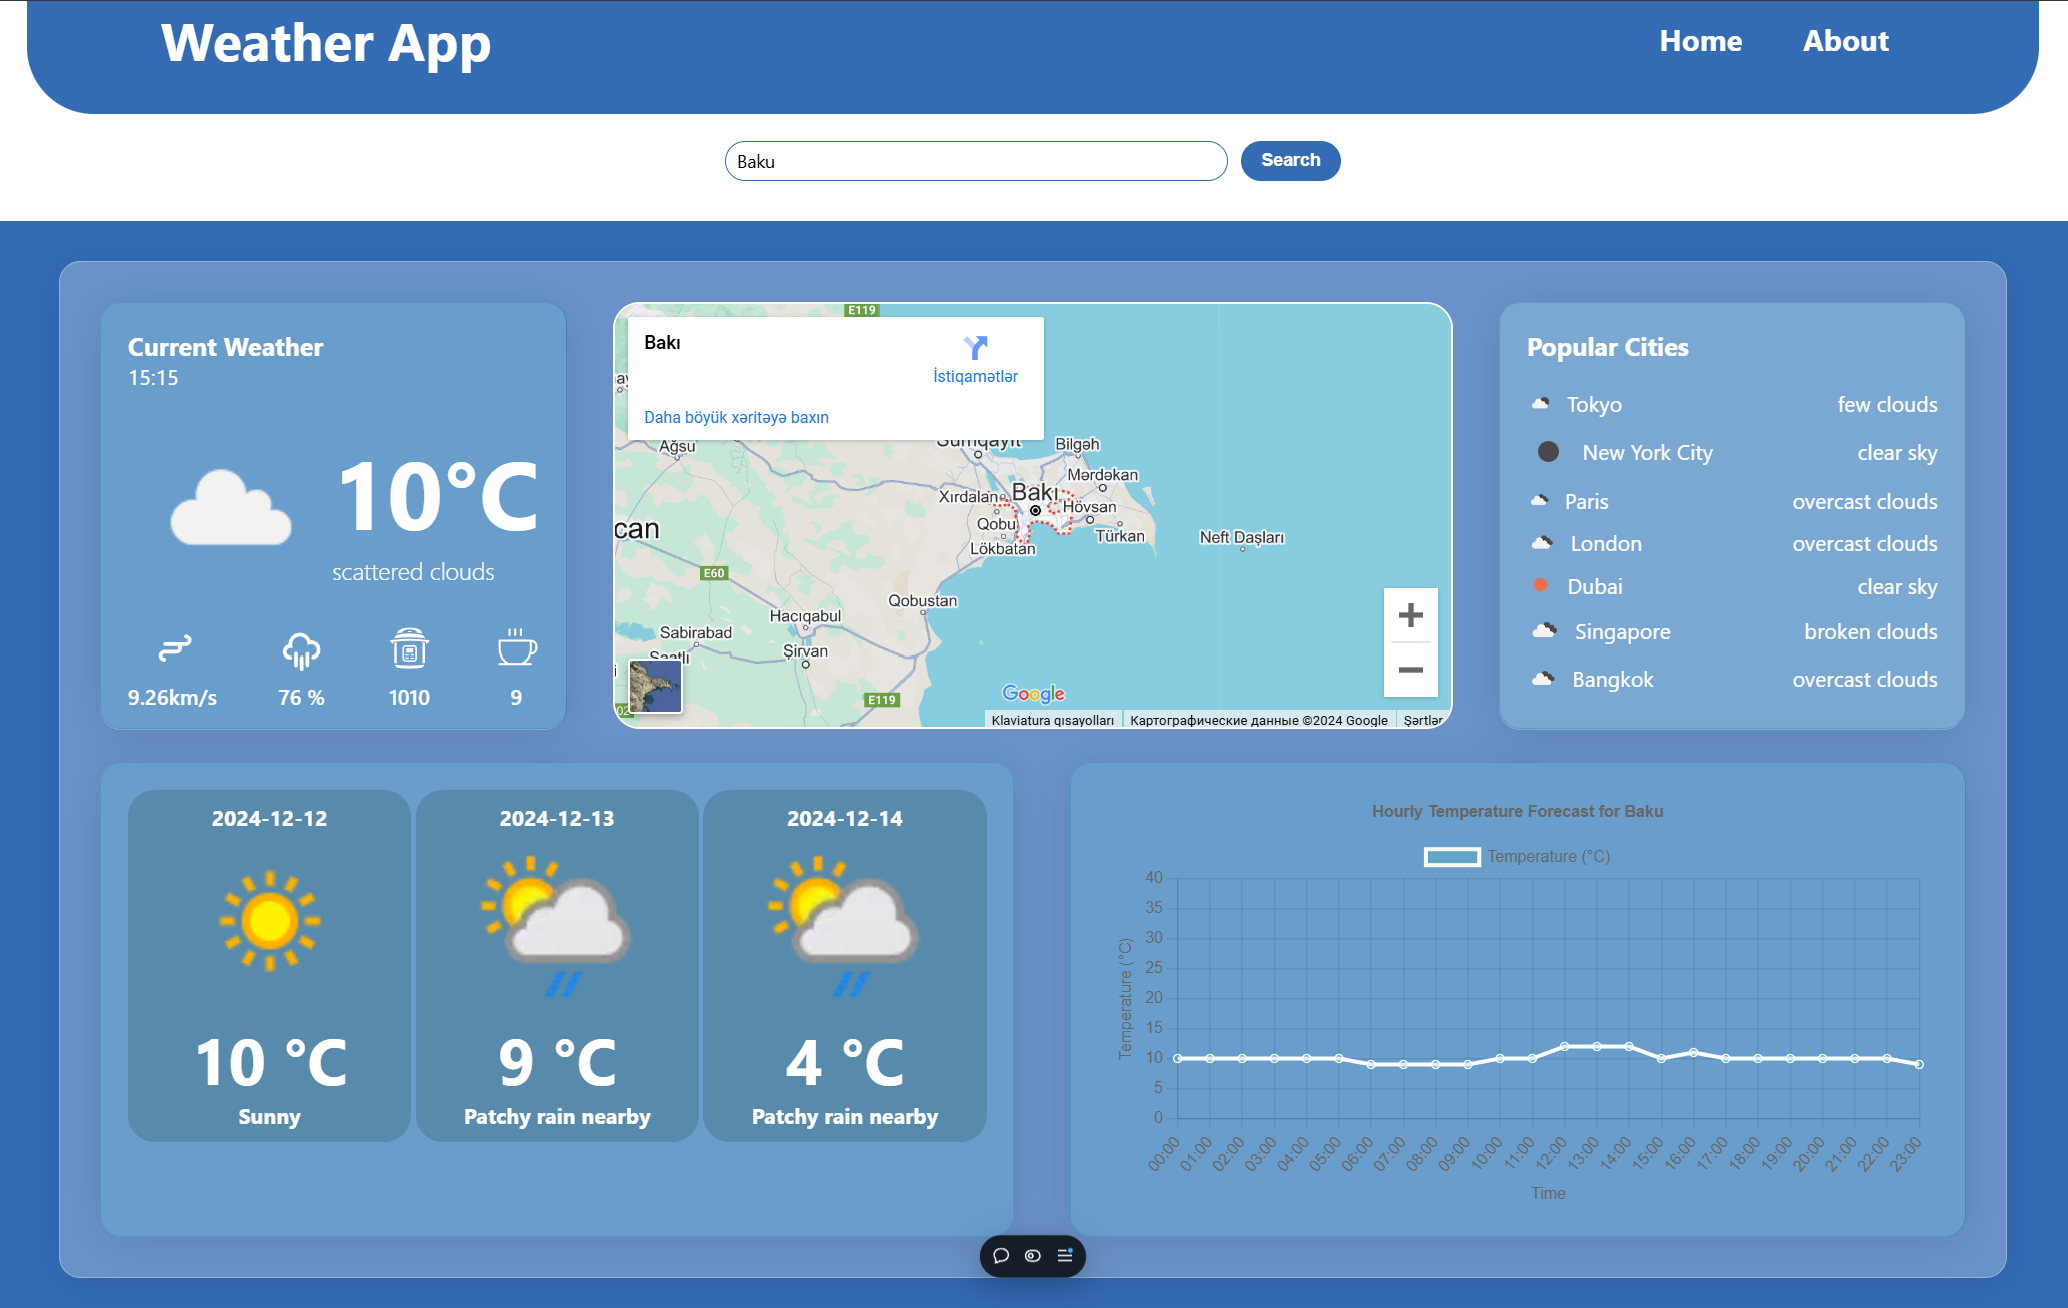 Weather App
Home
About
Baku
Search
Current Weather
15:15
10°C
scattered clouds
9.26km/s
76 %
1010
9
E119
Bakı
İstiqamətlər
Daha böyük xəritəyə baxın
Ağsu
Sumqayıt
Bilgəh
Mərdəkan
Xırdalan
Bakı
Hövsan
Qobu
Türkan
Lökbatan
Neft Daşları
can
E60
Qobustan
Hacıqabul
Sabirabad
Şirvan
Saatlı
E119
02
Google
Klaviatura qısayolları
Картографические данные ©2024 Google
Şərtlər
Popular Cities
Tokyo few clouds
New York City clear sky
Paris overcast clouds
London overcast clouds
Dubai clear sky
Singapore broken clouds
Bangkok overcast clouds
2024-12-12
10 °C
Sunny
2024-12-13
9 °C
Patchy rain nearby
2024-12-14
4 °C
Patchy rain nearby
Hourly Temperature Forecast for Baku
Temperature (°C)
Temperature (°C)
40
35
30
25
20
15
10
5
0
00:00 01:00 02:00 03:00 04:00 05:00 06:00 07:00 08:00 09:00 10:00 11:00 12:00 13:00 14:00 15:00 16:00 17:00 18:00 19:00 20:00 21:00 22:00 23:00
Time